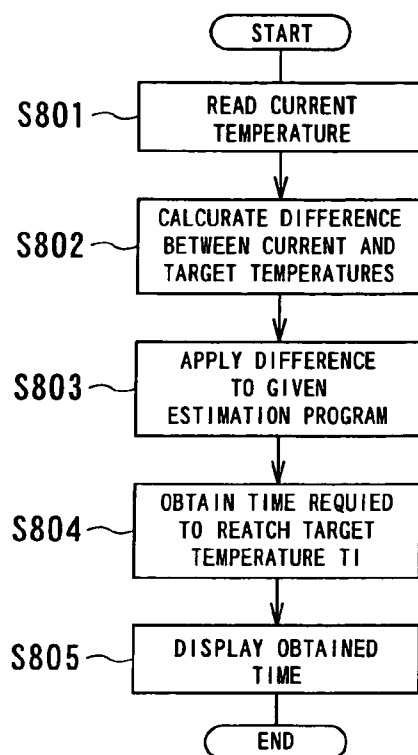 START
S801
READ CURRENT
TEMPERATURE
S802
CALCURATE DIFFERENCE
BETWEEN CURRENT AND
TARGET TEMPERATURES
S803
APPLY DIFFERENCE
TO GIVEN
ESTIMATION PROGRAM
S804
OBTAIN TIME REQUIED
TO REATCH TARGET
TEMPERATURE TI
S805
DISPLAY OBTAINED
TIME
END